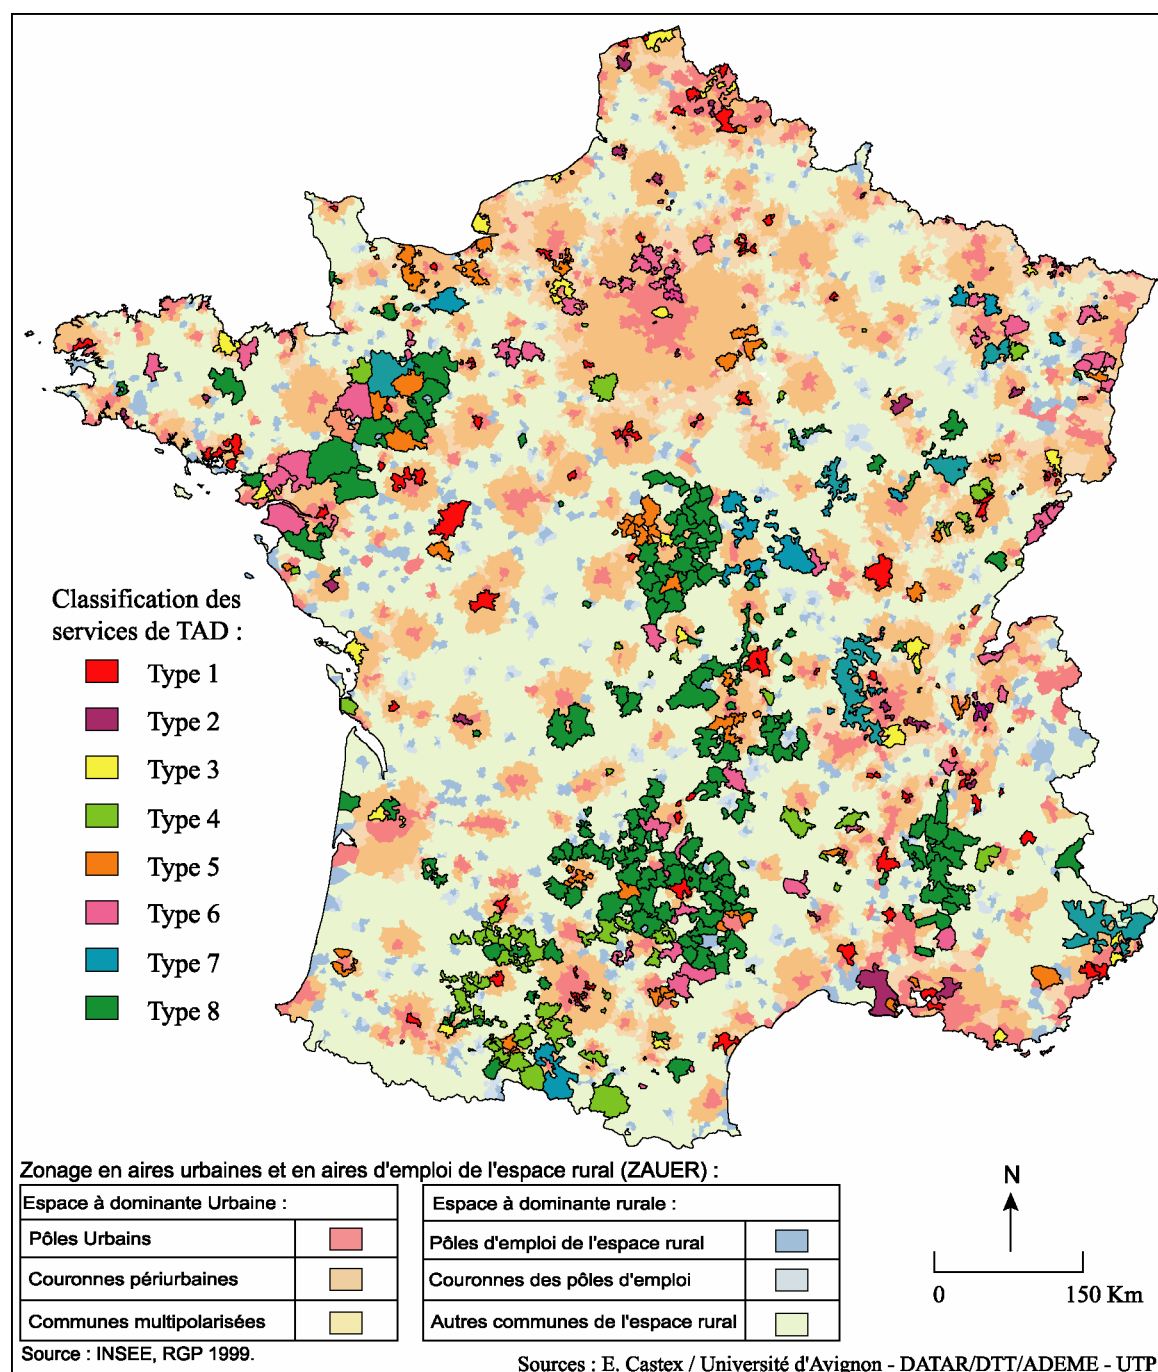 Classification des
services de TAD :
Type 1
Type 2
Type 3
Type 4
Type 5
Type 6
Type 7
Type 8
Zonage en aires urbaines et en aires d'emploi de l'espace rural (ZAUER) :
Espace à dominante Urbaine :
Pôles Urbains
Couronnes périurbaines
Communes multipolarisées
Espace à dominante rurale :
Pôles d'emploi de l'espace rural
Couronnes des pôles d'emploi
Autres communes de l'espace rural
N
0 150 Km
Source : INSEE, RGP 1999.
Sources : E. Castex / Université d'Avignon - DATAR/DTT/ADEME - UTP